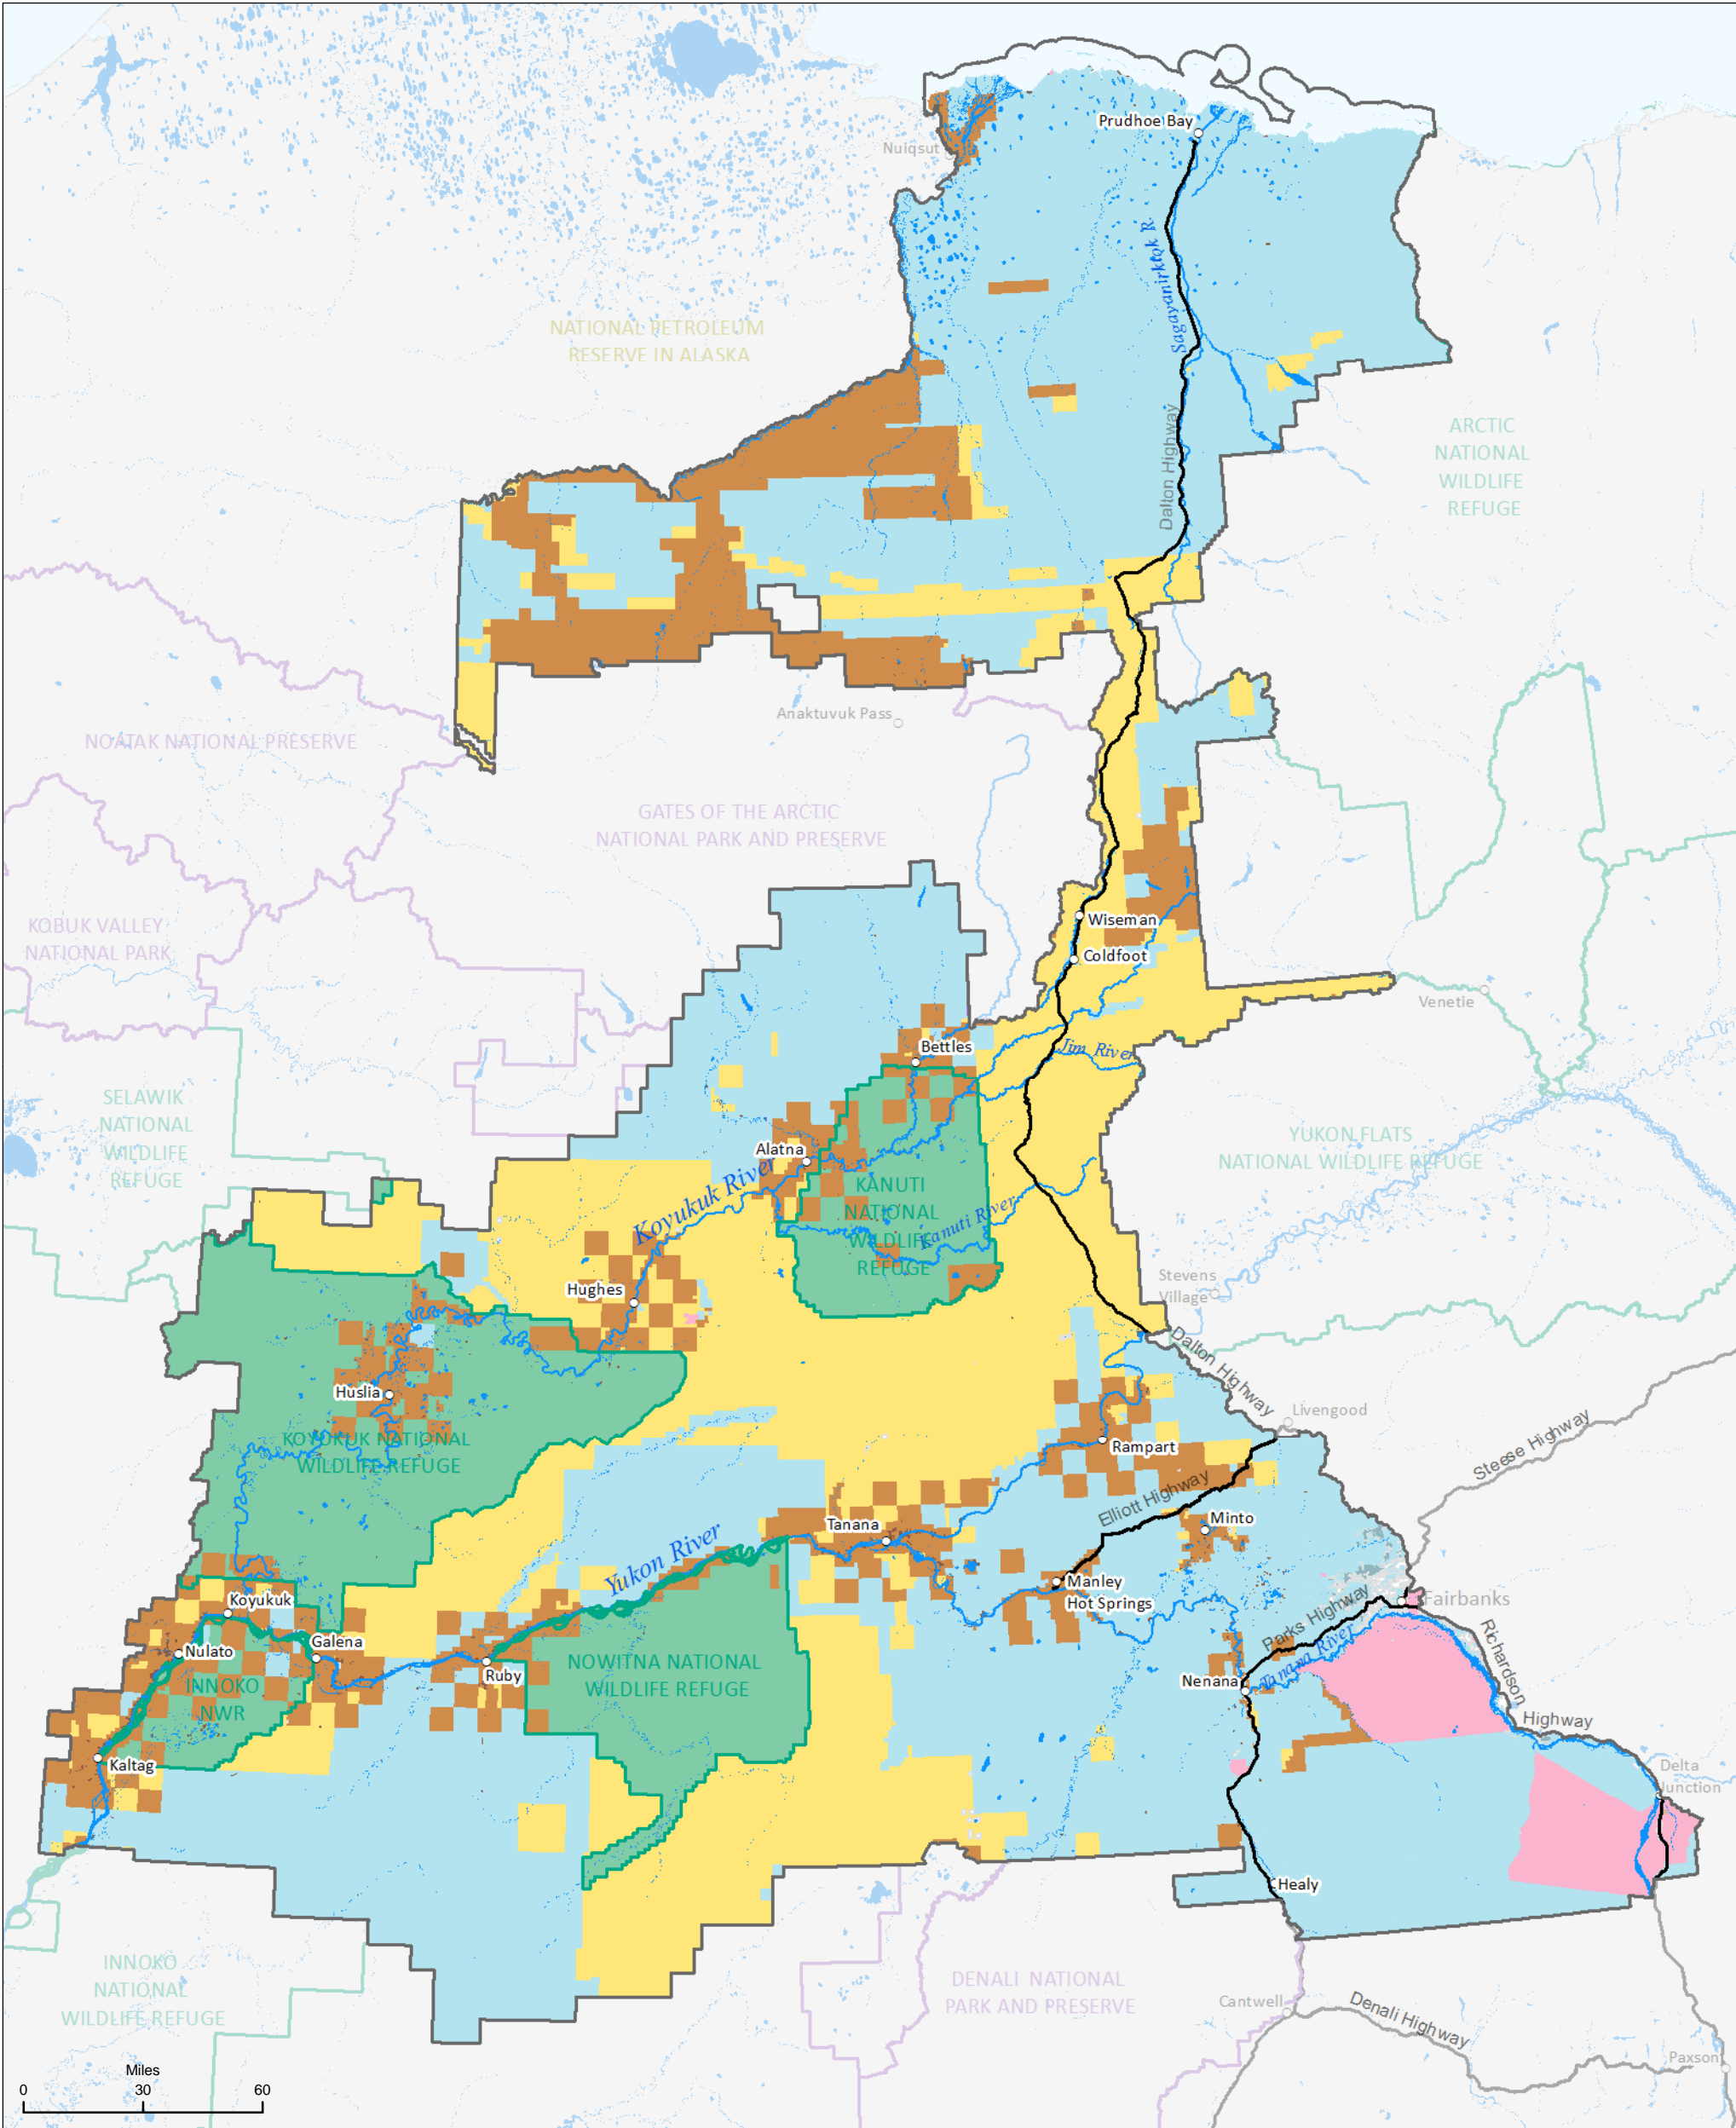 Prudhoe Bay
Nuiqsut
Sagavanirktok R.
NATIONAL PETROLEUM
RESERVE IN ALASKA
Dalton Highway
ARCTIC
NATIONAL
WILDLIFE
REFUGE
Anaktuvuk Pass
NOATAK NATIONAL PRESERVE
GATES OF THE ARCTIC
NATIONAL PARK AND PRESERVE
KOBUK VALLEY
NATIONAL PARK
Wiseman
Coldfoot
Venetie
Bettles
Jim River
SELAWIK
NATIONAL
WILDLIFE
REFUGE
YUKON FLATS
NATIONAL WILDLIFE REFUGE
Alatna
Koyukuk River
KANUTI
NATIONAL
WILDLIFE
REFUGE
Kanuti River
Hughes
Stevens
Village
Dalton Highway
Huslia
Livengood
KOYUKUK NATIONAL
WILDLIFE REFUGE
Rampart
Steese Highway
Elliott Highway
Minto
Tanana
Yukon River
Manley
Hot Springs
Koyukuk
Parks Highway
Fairbanks
Nulato
Galena
Ruby
INNOKO
NWR
NOWITNA NATIONAL
WILDLIFE REFUGE
Nenana
Tanana River
Richardson
Highway
Kaltag
Delta
Junction
Healy
INNOKO
NATIONAL
WILDLIFE REFUGE
DENALI NATIONAL
PARK AND PRESERVE
Cantwell
Denali Highway
Paxson
Miles
0 30 60